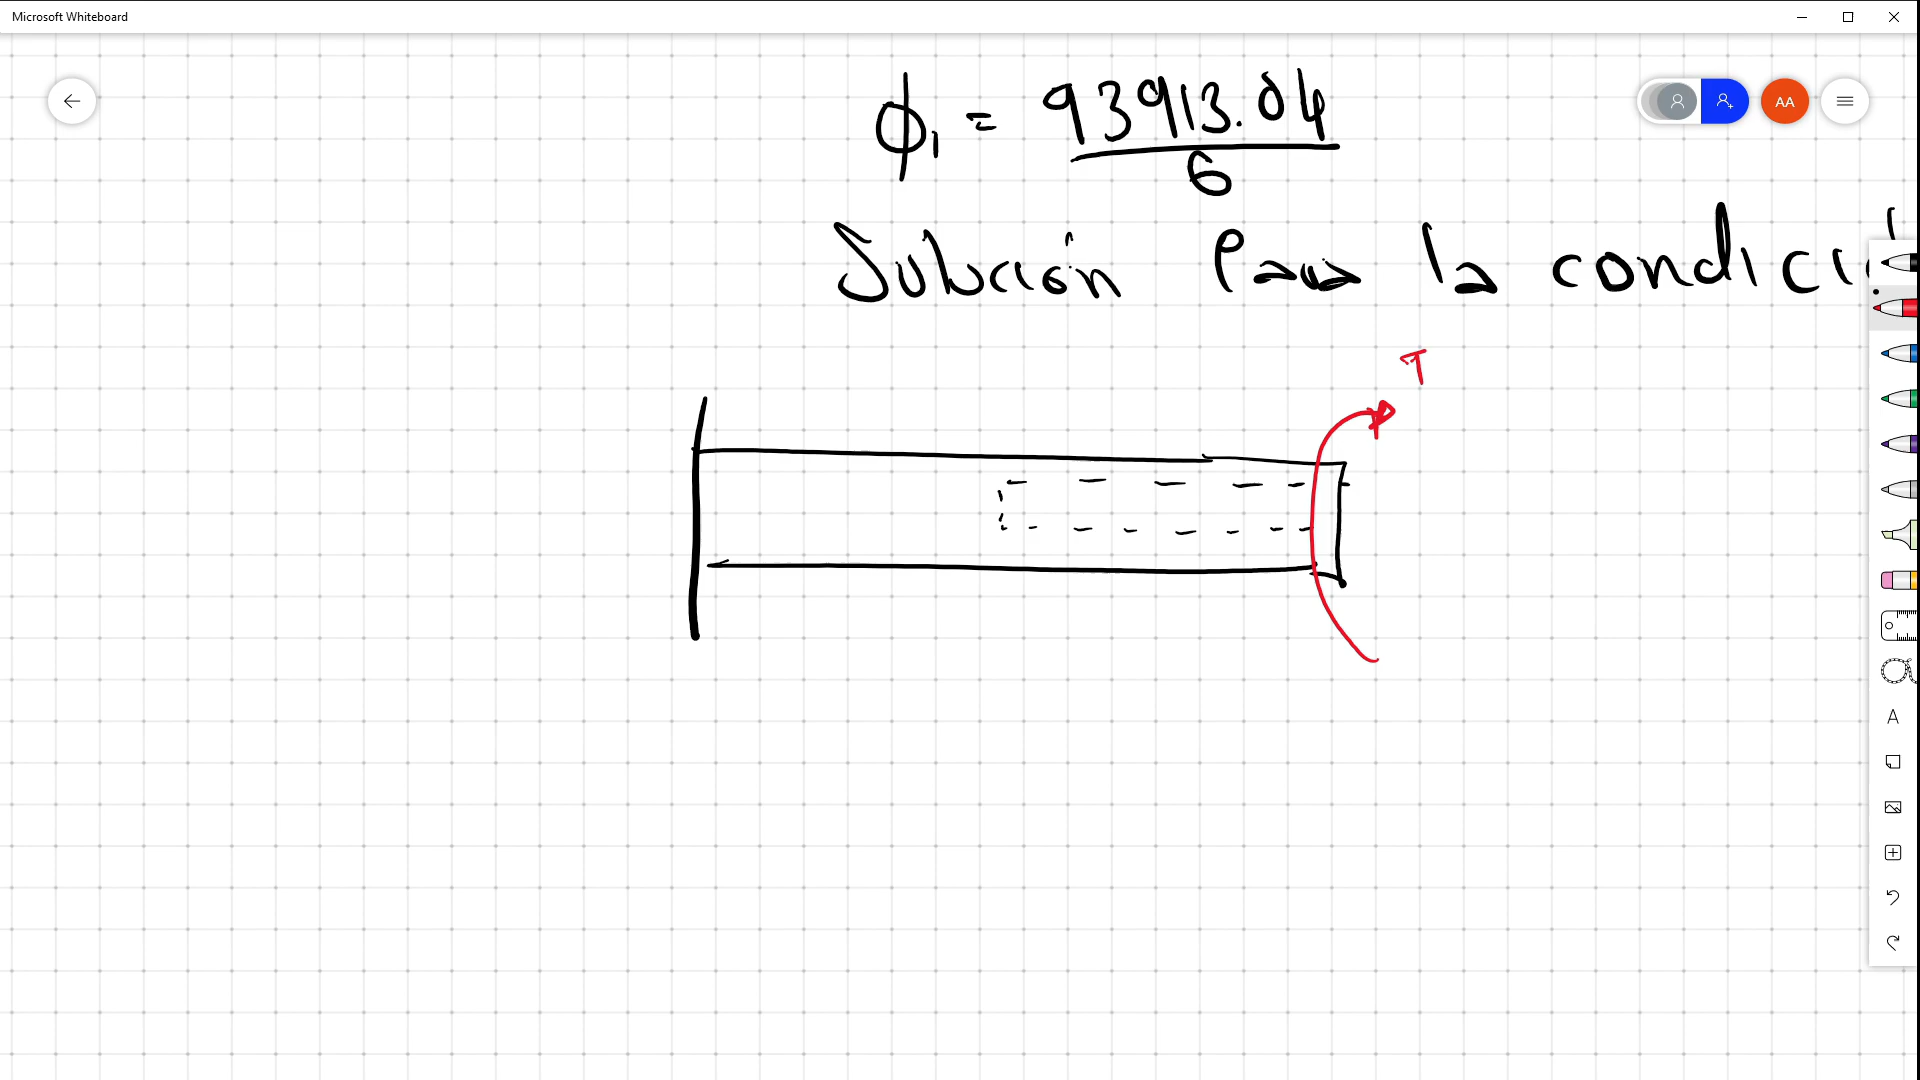 Microsoft Whiteboard
AA
ϕ₁ = 93913.04
6
Solución Para la condici
T
A